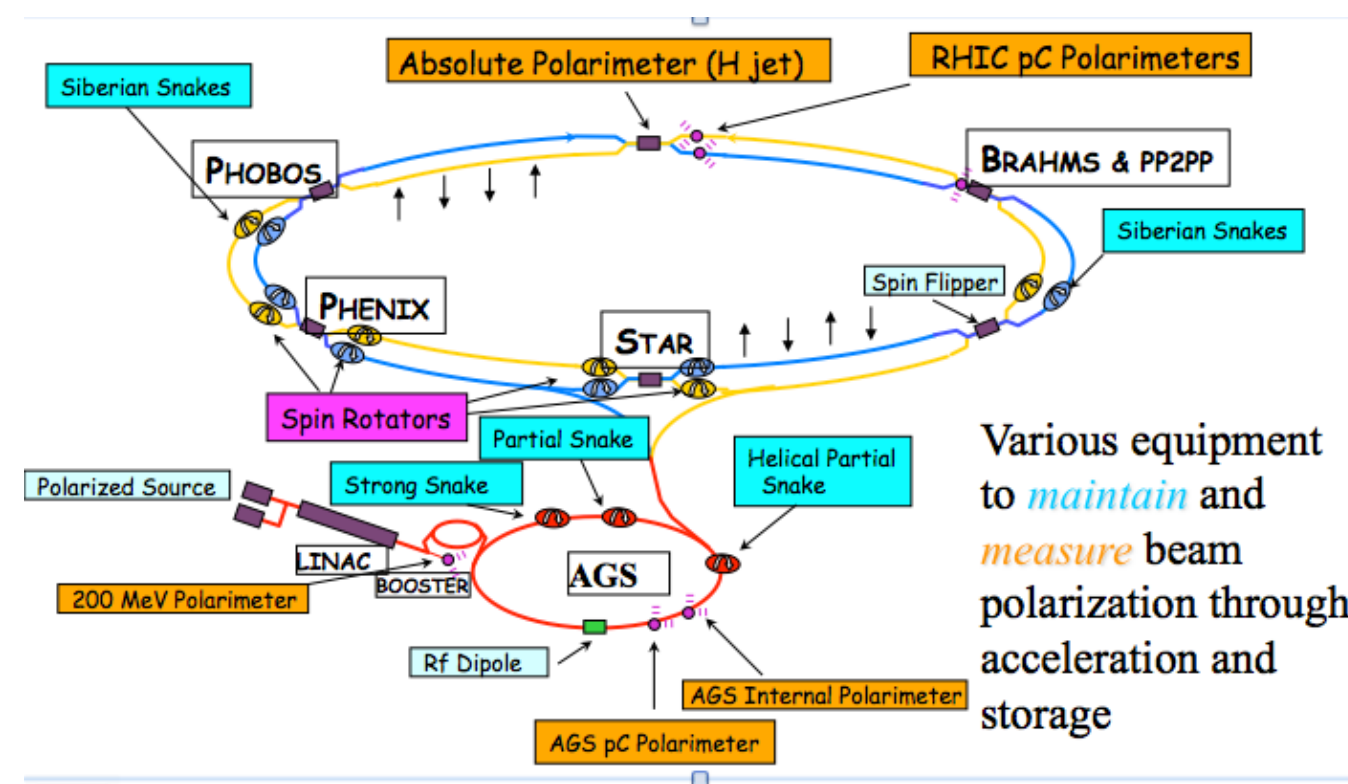 Absolute Polarimeter (H jet)
RHIC pC Polarimeters
Siberian Snakes
PHOBOS
BRAHMS & PP2PP
Siberian Snakes
Spin Flipper
PHENIX
STAR
Spin Rotators
Partial Snake
Helical Partial
Snake
Strong Snake
Polarized Source
LINAC
BOOSTER
AGS
200 MeV Polarimeter
Rf Dipole
AGS Internal Polarimeter
AGS pC Polarimeter
Various equipment
to maintain and
measure beam
polarization through
acceleration and
storage